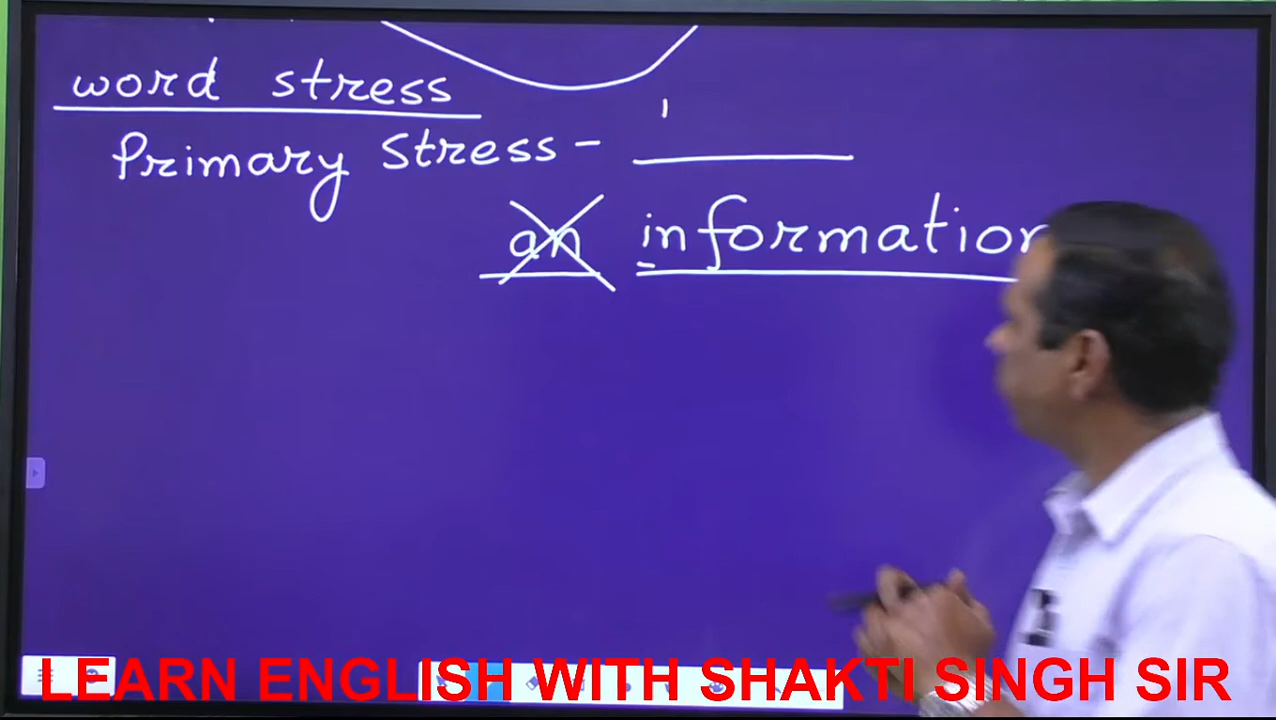 word stress
Primary stress -
an information
LEARN ENGLISH WITH SHAKTI SINGH SIR